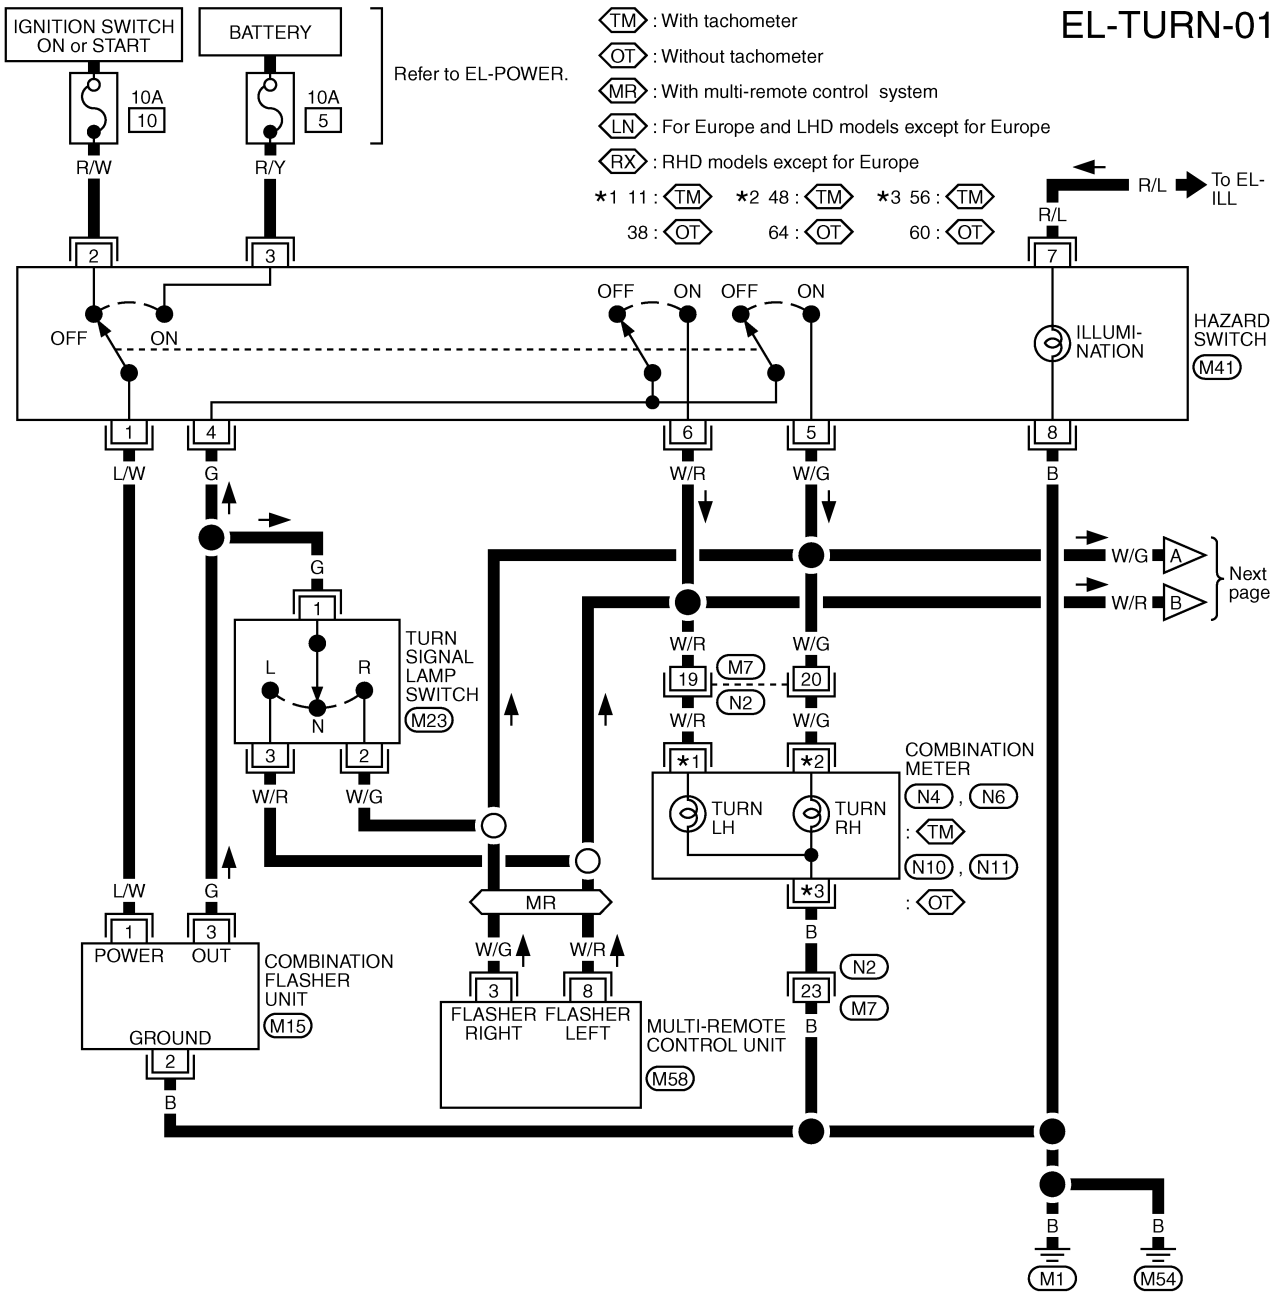 EL-TURN-01
IGNITION SWITCH
ON or START
BATTERY
10A
10
10A
5
Refer to EL-POWER.
R/W
R/Y
TM : With tachometer
OT : Without tachometer
MR : With multi-remote control system
LN : For Europe and LHD models except for Europe
RX : RHD models except for Europe
*1 11 : TM *2 48 : TM *3 56 : TM
38 : OT 64 : OT 60 : OT
R/L
To EL-
ILL
R/L
2
3
7
OFF
ON
OFF
ON
OFF
ON
ILLUMI-
NATION
HAZARD
SWITCH
M41
1
4
6
5
8
L/W
G
W/R
W/G
B
G
W/G
A
W/R
B
Next
page
1
L
R
N
TURN
SIGNAL
LAMP
SWITCH
M23
3
2
W/R
W/G
W/R
W/G
19
M7
20
N2
W/R
W/G
*1
*2
TURN
LH
TURN
RH
COMBINATION
METER
N4 , N6
: TM
N10 , N11
: OT
*3
B
23
N2
M7
B
L/W
G
1
3
POWER
OUT
GROUND
COMBINATION
FLASHER
UNIT
M15
2
B
MR
W/G
W/R
3
8
FLASHER
RIGHT
FLASHER
LEFT
MULTI-REMOTE
CONTROL UNIT
M58
B
B
M1
M54